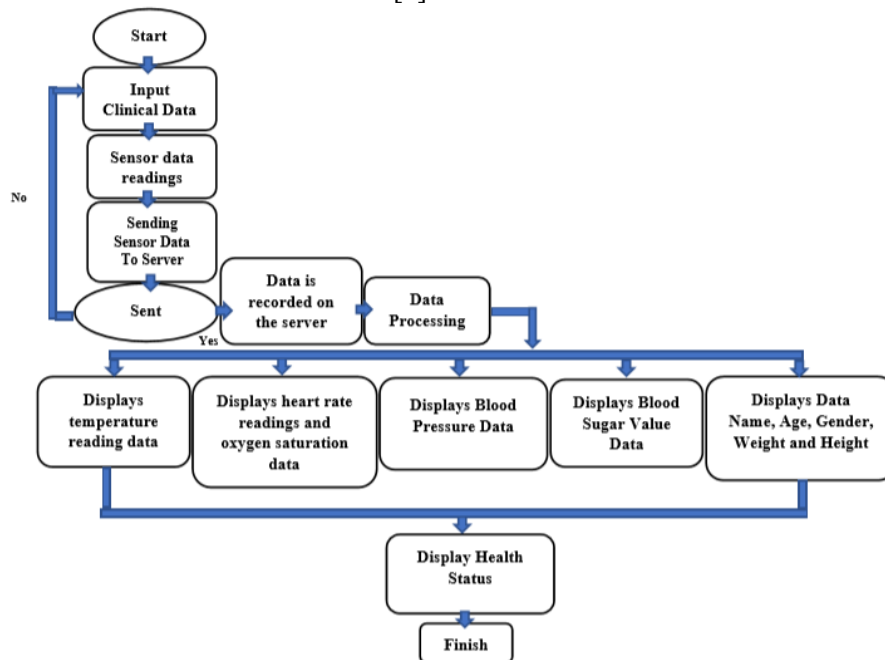 Start
Input
Clinical Data
Sensor data
readings
No
Sending
Sensor Data
To Server
Sent
Yes
Data is
recorded on
the server
Data
Processing
Displays
temperature
reading data
Displays heart rate
readings and
oxygen saturation
data
Displays Blood
Pressure Data
Displays Blood
Sugar Value
Data
Displays Data
Name, Age, Gender,
Weight and Height
Display Health
Status
Finish